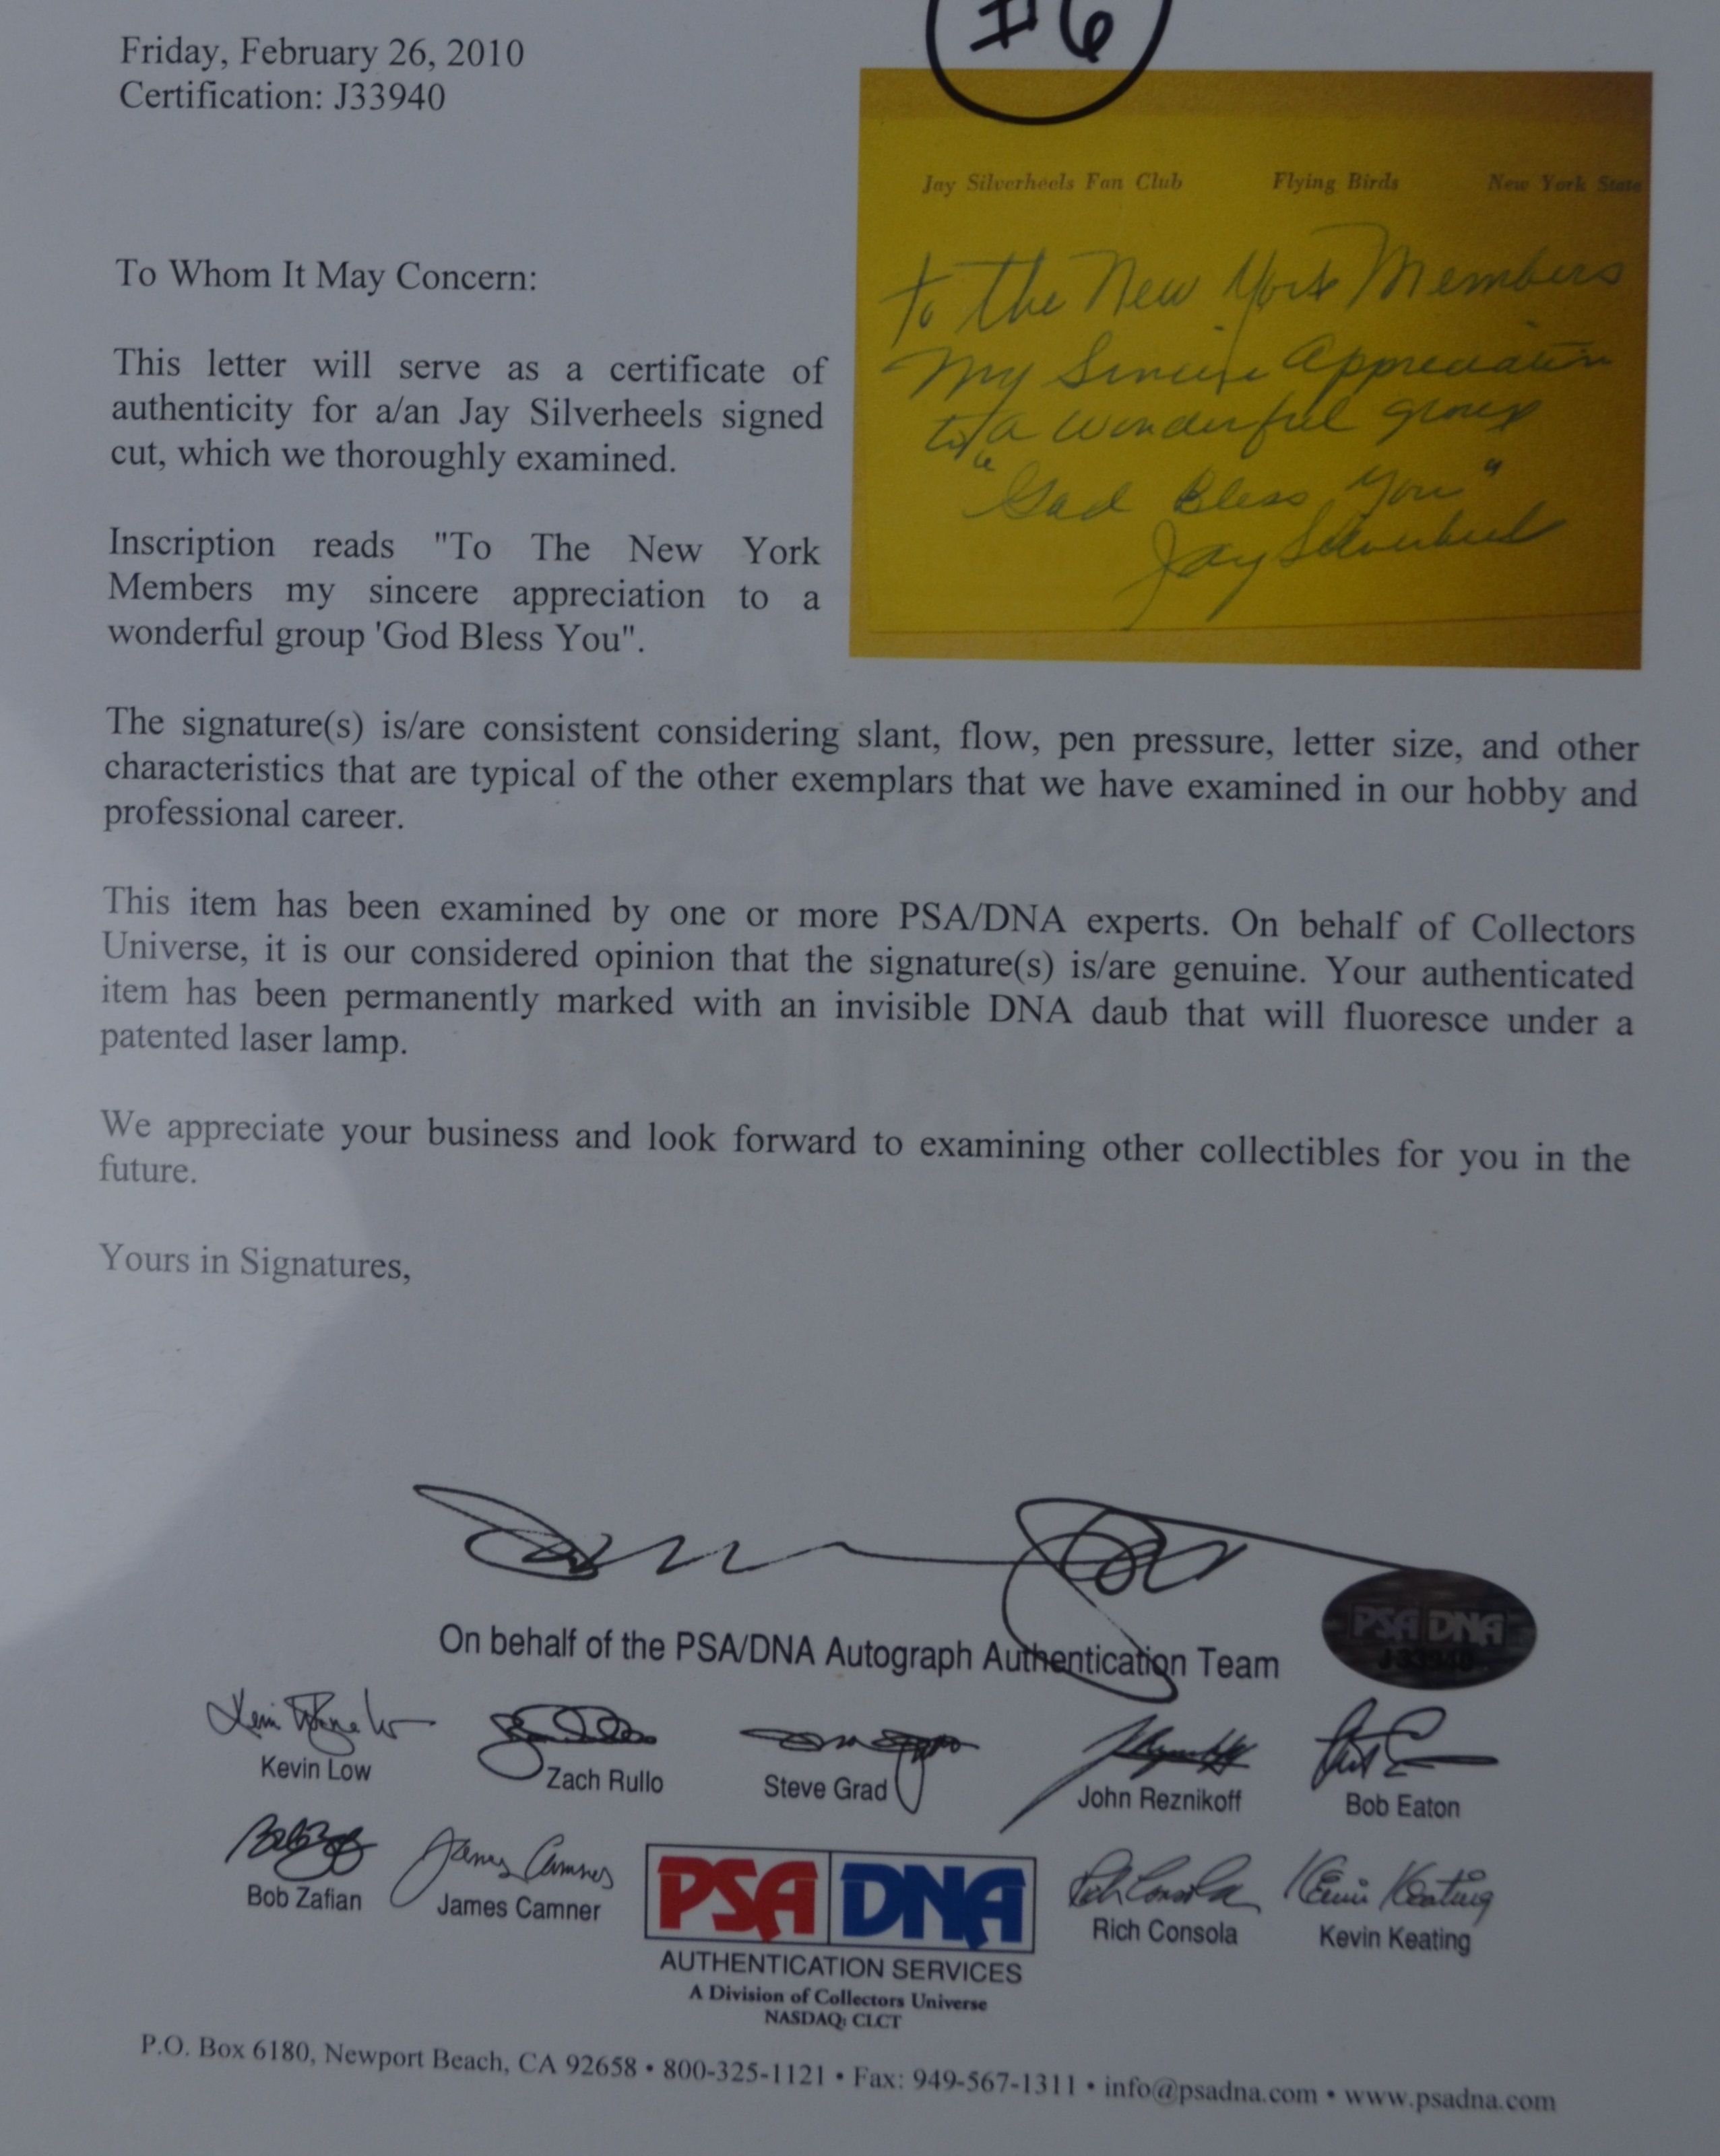 #6
Friday, February 26, 2010
Certification: J33940
Jay Silverheels Fan Club Flying Birds New York State
To the New York Members
My Sincere Appreciation
to a wonderful group
"God Bless You"
Jay Silverheels
To Whom It May Concern:
This letter will serve as a certificate of
authenticity for a/an Jay Silverheels signed
cut, which we thoroughly examined.
Inscription reads "To The New York
Members my sincere appreciation to a
wonderful group 'God Bless You".
The signature(s) is/are consistent considering slant, flow, pen pressure, letter size, and other
characteristics that are typical of the other exemplars that we have examined in our hobby and
professional career.
This item has been examined by one or more PSA/DNA experts. On behalf of Collectors
Universe, it is our considered opinion that the signature(s) is/are genuine. Your authenticated
item has been permanently marked with an invisible DNA daub that will fluoresce under a
patented laser lamp.
We appreciate your business and look forward to examining other collectibles for you in the
future.
Yours in Signatures,
On behalf of the PSA/DNA Autograph Authentication Team
PSA DNA
J33940
Kevin Low Zach Rullo Steve Grad John Reznikoff Bob Eaton
James Camner Rich Consola Kevin Keating
Bob Zafian James Camner Rich Consola Kevin Keating
PSA DNA
AUTHENTICATION SERVICES
A Division of Collectors Universe
NASDAQ: CLCT
P.O. Box 6180, Newport Beach, CA 92658 • 800-325-1121 • Fax: 949-567-1311 • info@psadna.com • www.psadna.com